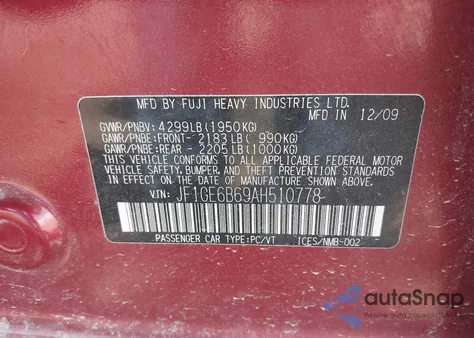 MFD BY FUJI HEAVY INDUSTRIES LTD.
MFD IN 12/09
GVWR/PNBV: 4299LB(1950KG)
GAWR/PNBE:FRONT- 2183LB( 990KG)
GAWR/PNBE:REAR - 2205LB(1000KG)
THIS VEHICLE CONFORMS TO ALL APPLICABLE FEDERAL MOTOR
VEHICLE SAFETY,BUMPER,AND THEFT PREVENTION STANDARDS IN
EFFECT ON THE DATE OF MANUFACTURE SHOWN ABOVE.
VIN: JF1GE6B69AH510778
PASSENGER CAR TYPE:PC/VT ICES/NMB-002
autoSnap